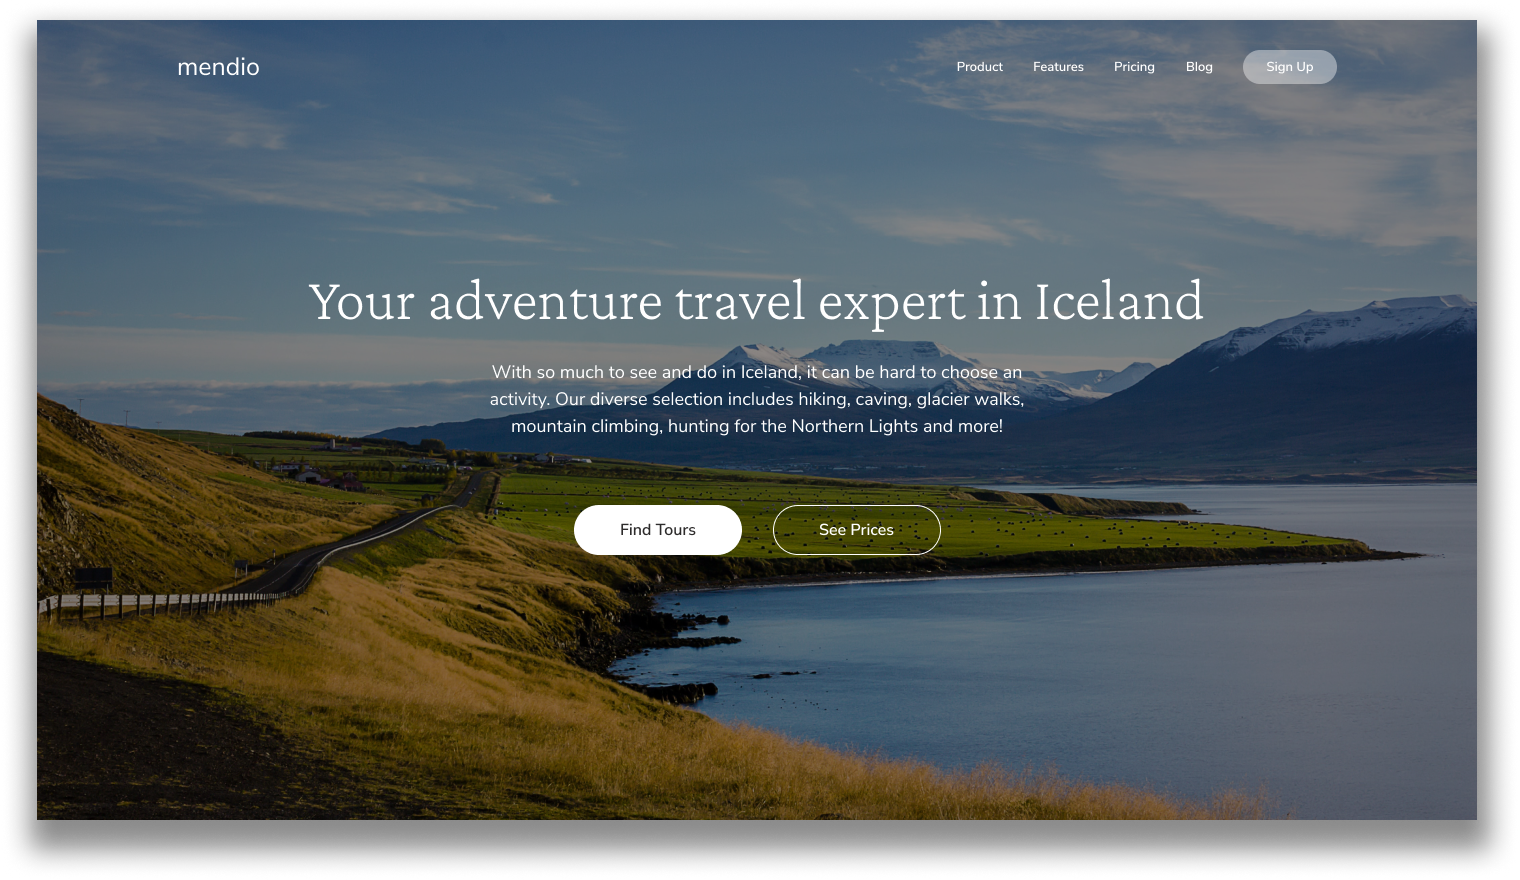 mendio
Product
Features
Pricing
Blog
Sign Up
Your adventure travel expert in Iceland
With so much to see and do in Iceland, it can be hard to choose an
activity. Our diverse selection includes hiking, caving, glacier walks,
mountain climbing, hunting for the Northern Lights and more!
Find Tours
See Prices